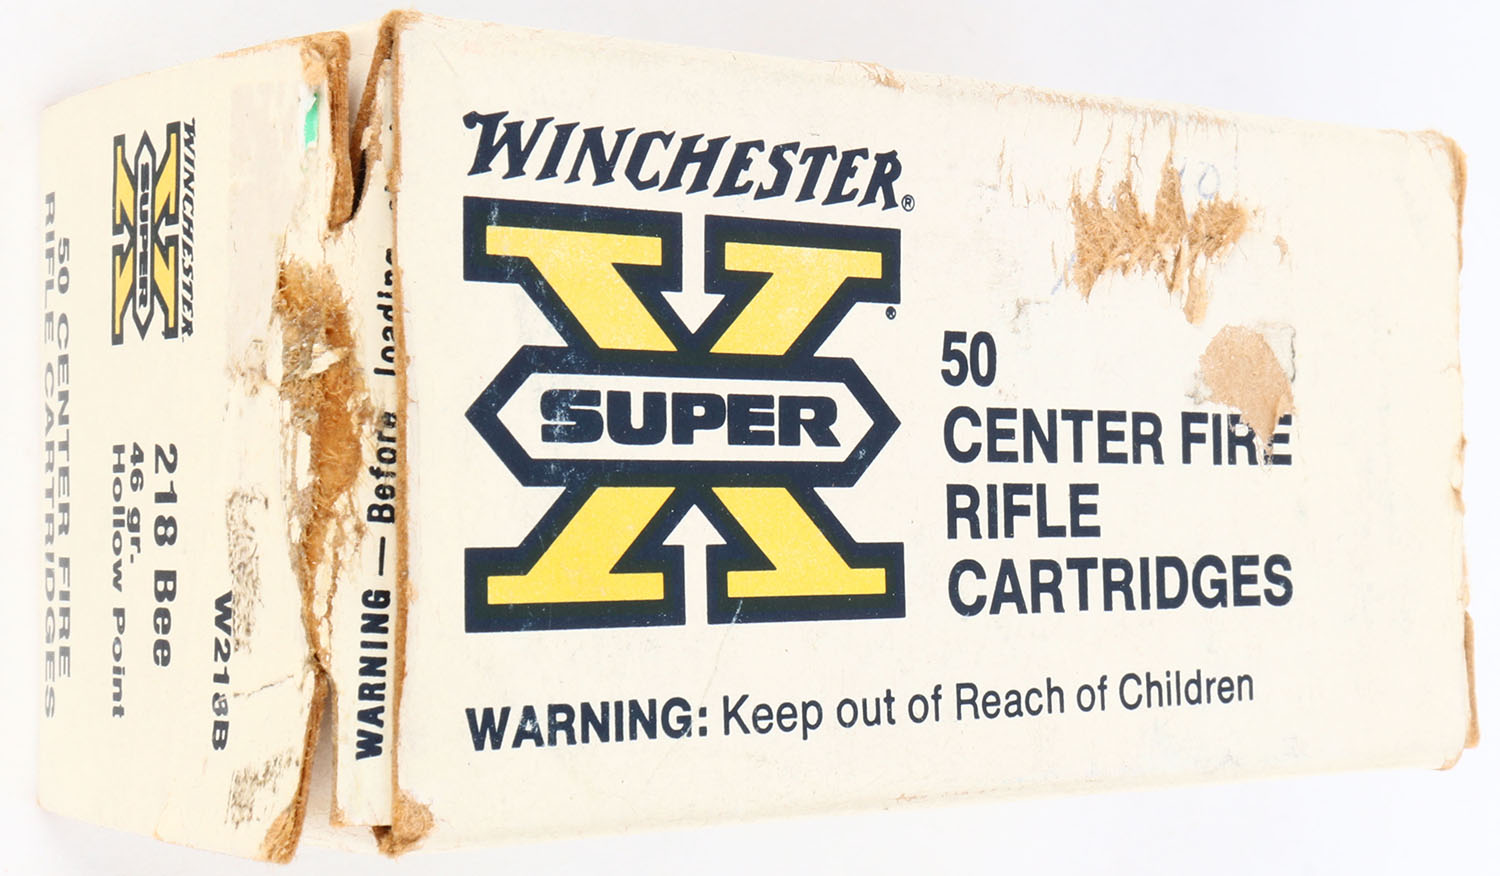 WINCHESTER®
SUPER
X
®
50
CENTER FIRE
RIFLE
CARTRIDGES
WARNING: Keep out of Reach of Children
WARNING — Before loading
W218B
218 Bee
46 gr.
Hollow Point
WINCHESTER
SUPER
X
50 CENTER FIRE
RIFLE CARTRIDGES